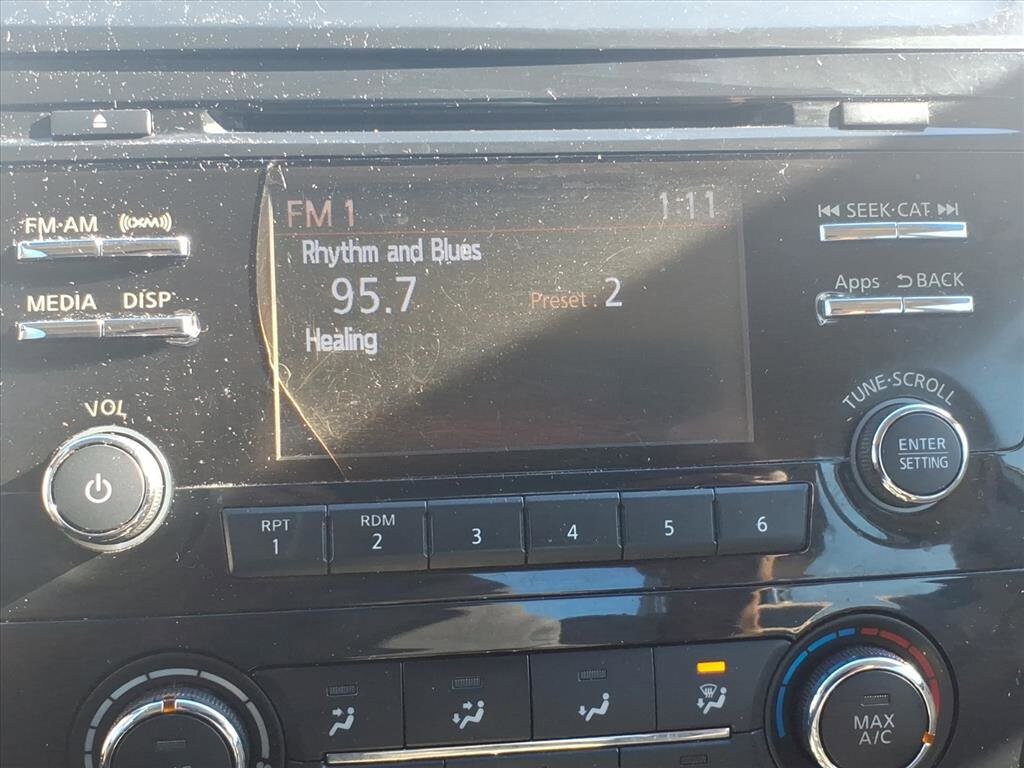 FM·AM
(XM)
MEDIA
DISP
VOL
FM 1
1:11
Rhythm and Blues
95.7
Preset : 2
Healing
SEEK·CAT
Apps
BACK
TUNE·SCROLL
ENTER
SETTING
RPT
1
RDM
2
3
4
5
6
MAX
A/C